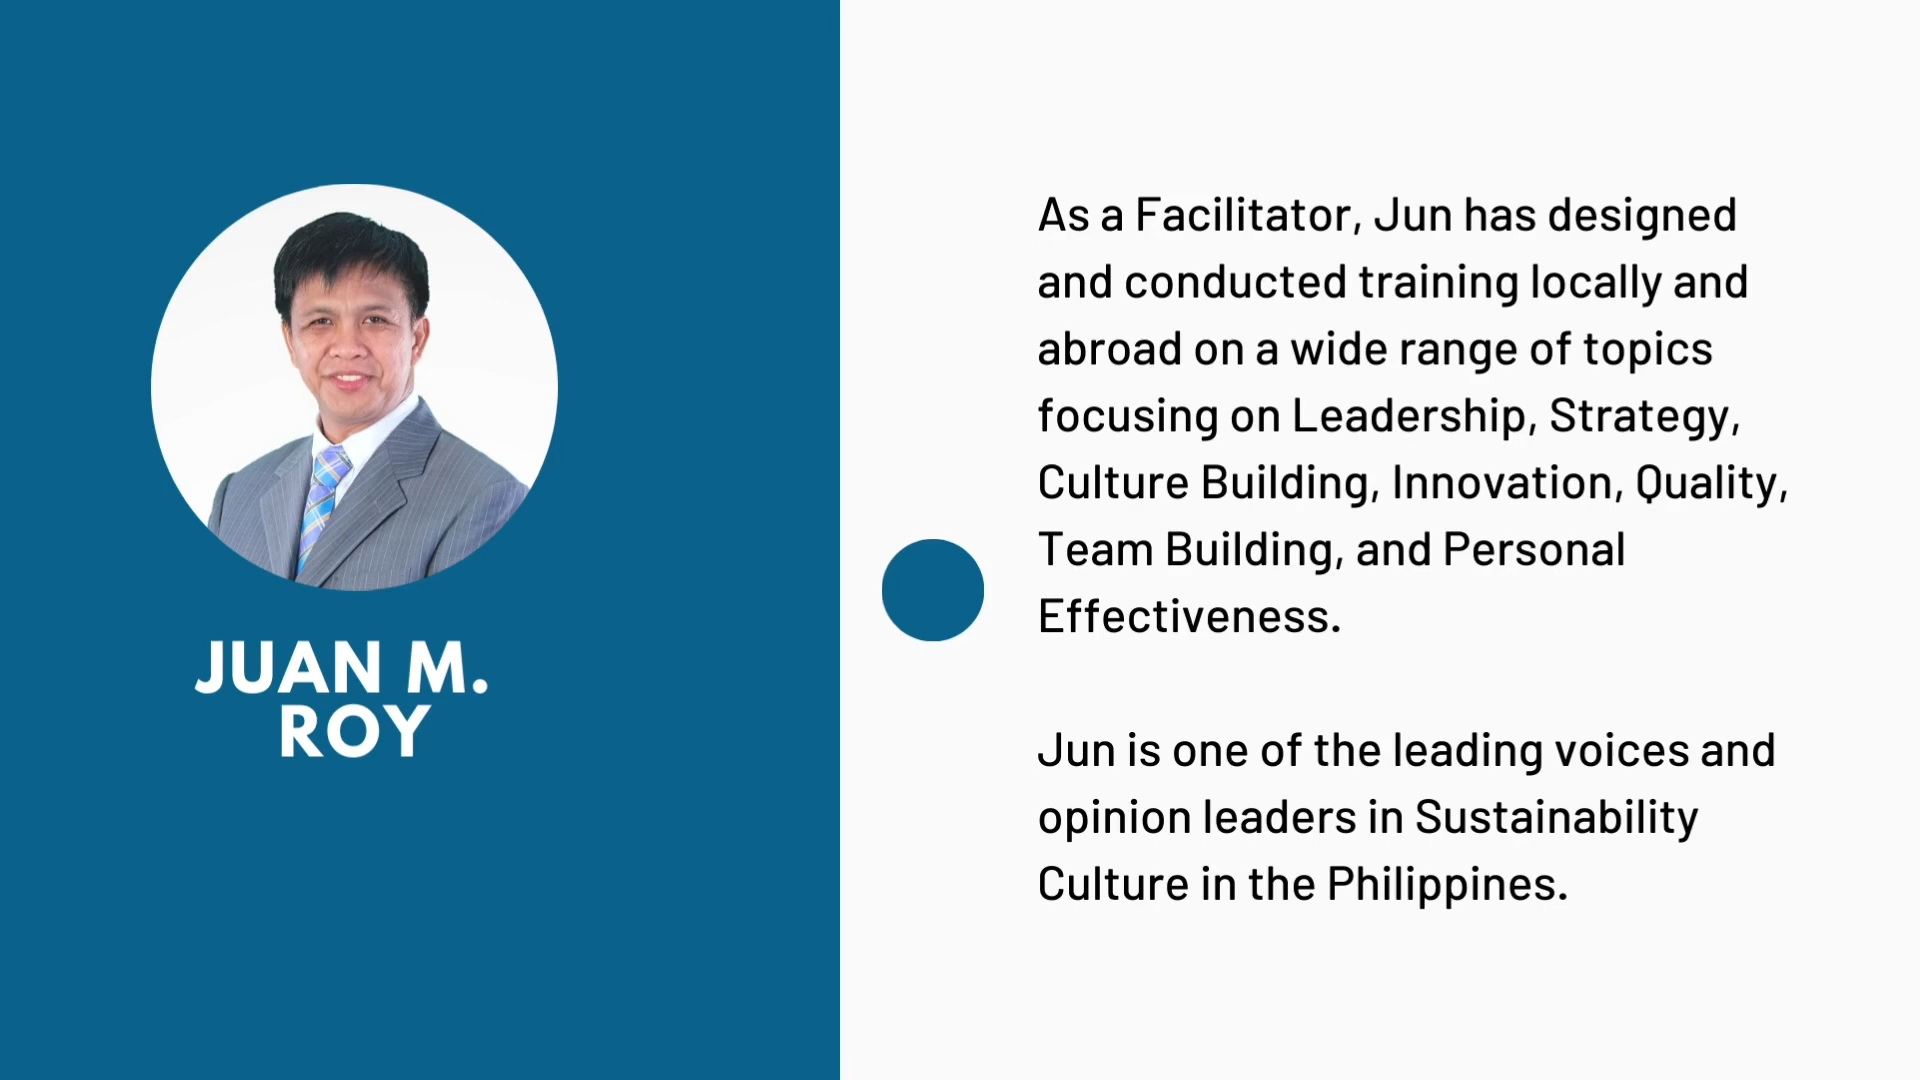 JUAN M.
ROY
As a Facilitator, Jun has designed
and conducted training locally and
abroad on a wide range of topics
focusing on Leadership, Strategy,
Culture Building, Innovation, Quality,
Team Building, and Personal
Effectiveness.
Jun is one of the leading voices and
opinion leaders in Sustainability
Culture in the Philippines.